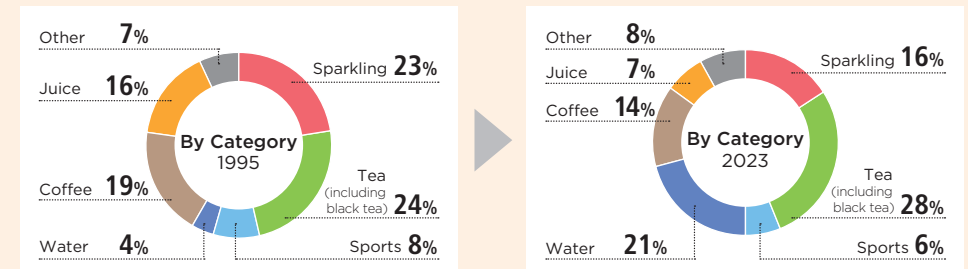 Other 7%
Sparkling 23%
Juice 16%
By Category
1995
Tea
(including
black tea) 24%
Coffee 19%
Water 4%
Sports 8%
Other 8%
Sparkling 16%
Juice 7%
Coffee 14%
By Category
2023
Tea
(including
black tea) 28%
Water 21%
Sports 6%